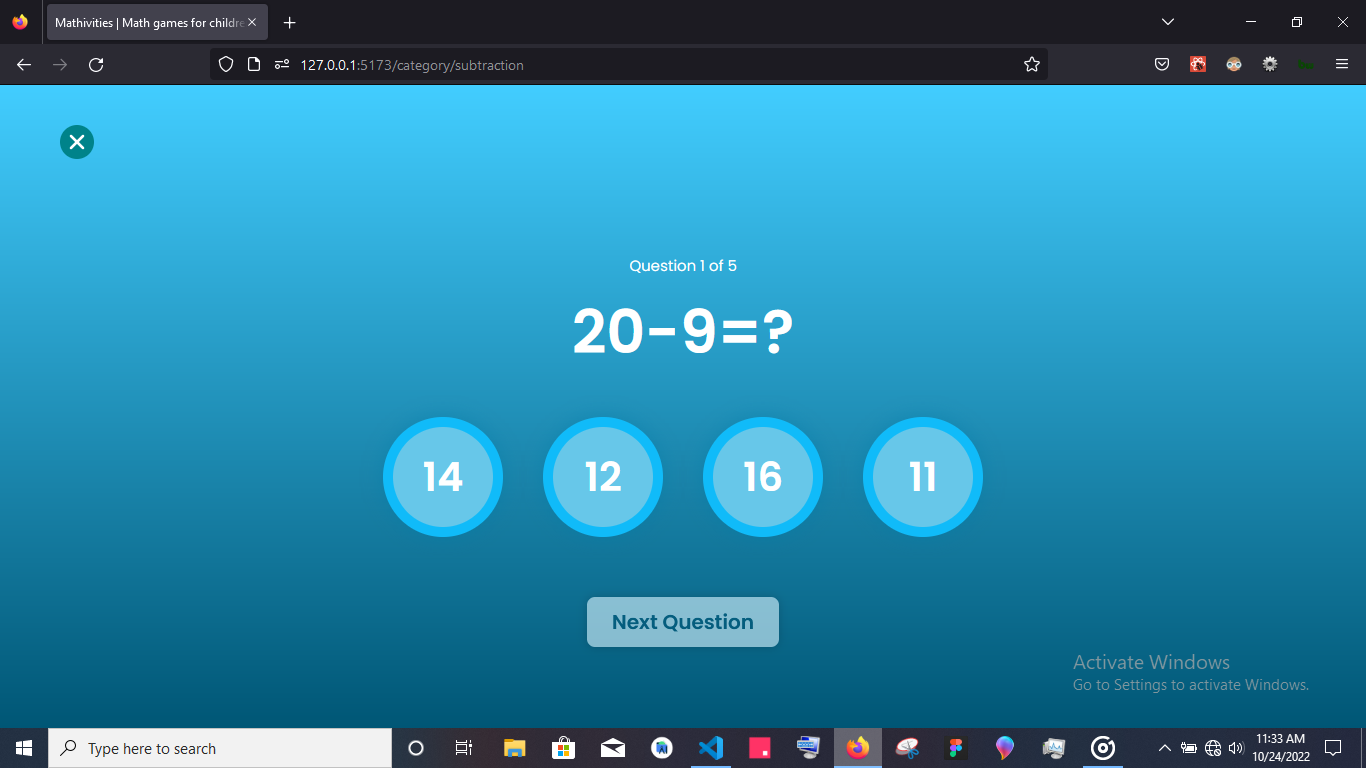 Mathivities | Math games for childre
127.0.0.1:5173/category/subtraction
Question 1 of 5
20-9=?
14 12 16 11
Next Question
Activate Windows
Go to Settings to activate Windows.
Type here to search
11:33 AM
10/24/2022